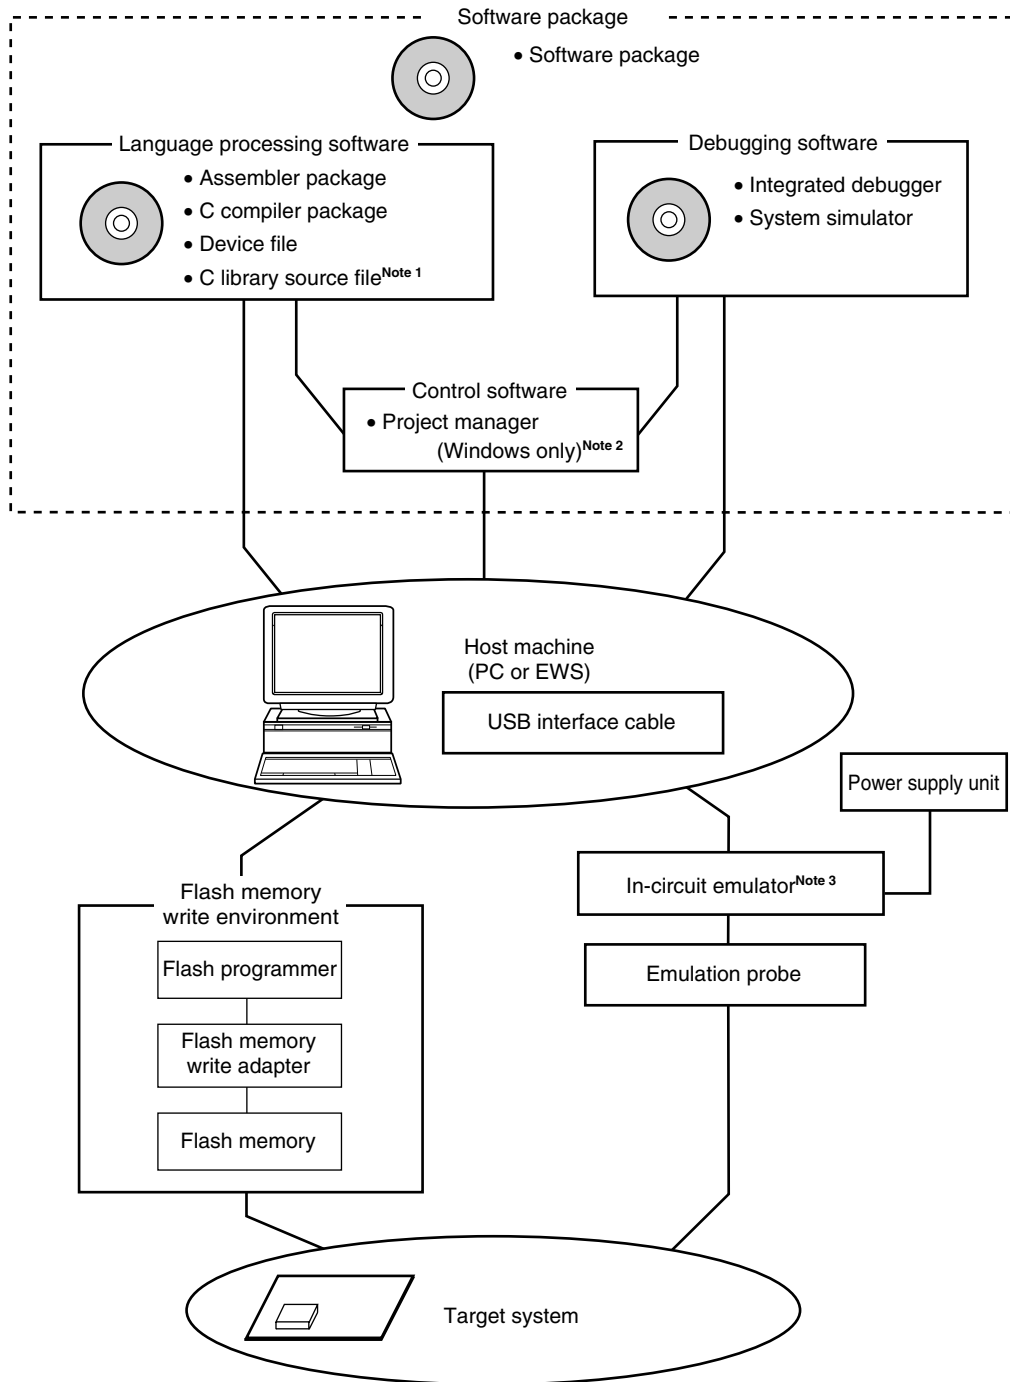 Software package
• Software package
Language processing software
• Assembler package
• C compiler package
• Device file
• C library source fileNote 1
Debugging software
• Integrated debugger
• System simulator
Control software
• Project manager
(Windows only)Note 2
Host machine
(PC or EWS)
USB interface cable
Power supply unit
In-circuit emulatorNote 3
Emulation probe
Flash memory
write environment
Flash programmer
Flash memory
write adapter
Flash memory
Target system